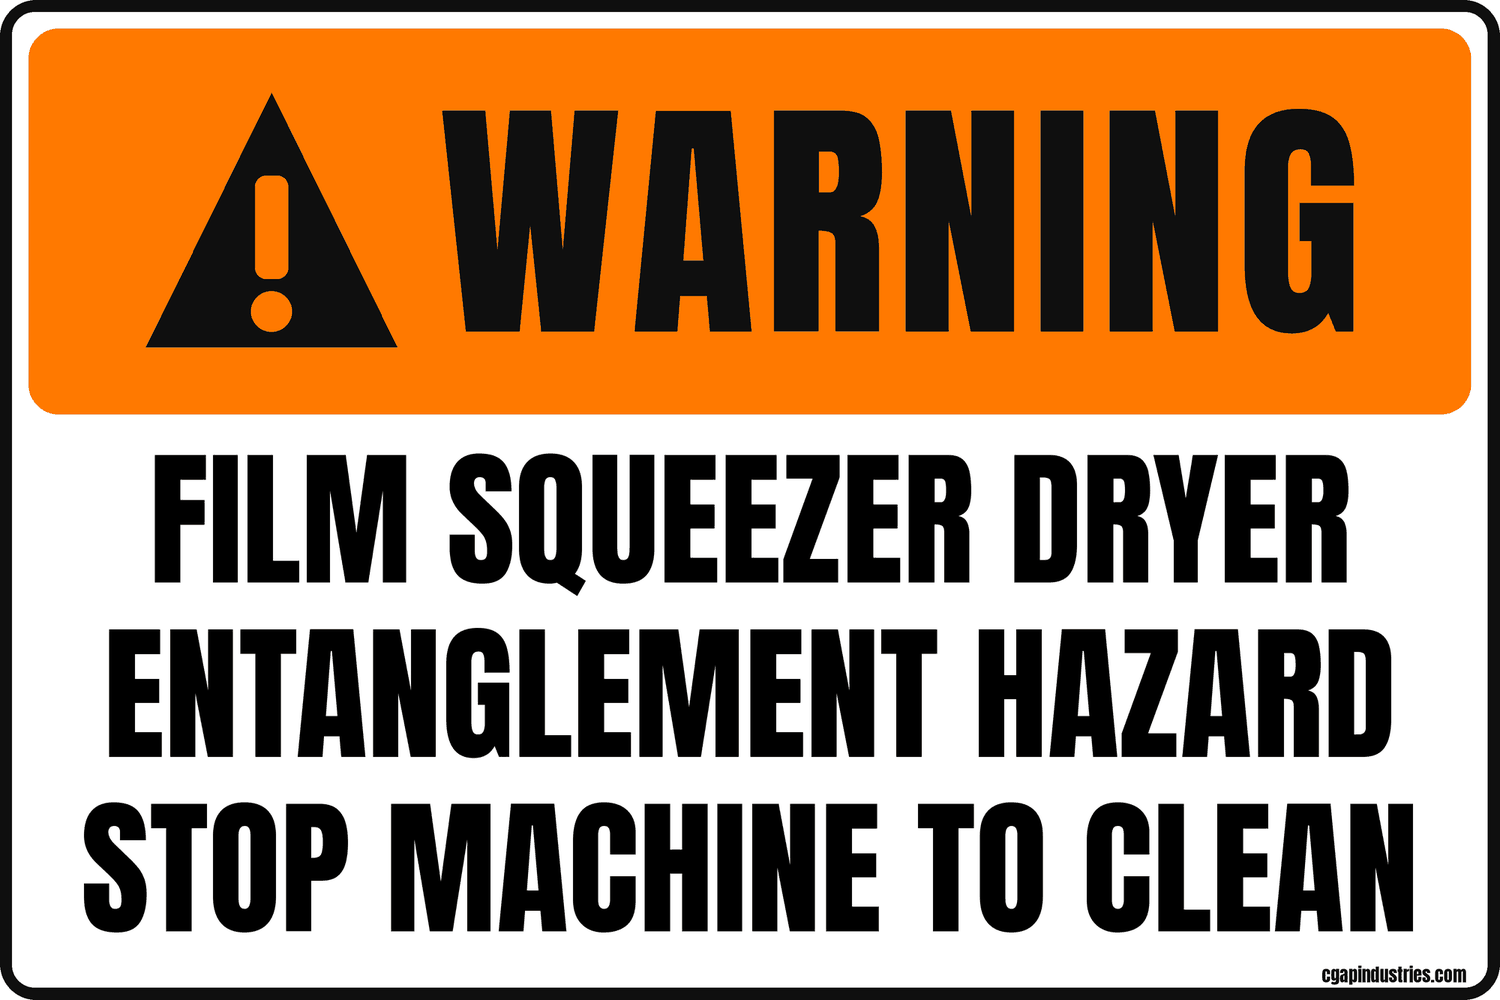 WARNING
FILM SQUEEZER DRYER
ENTANGLEMENT HAZARD
STOP MACHINE TO CLEAN
cgapindustries.com